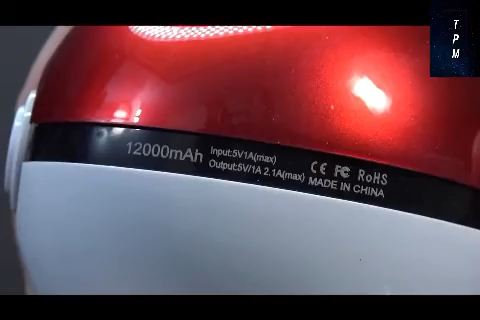 T
P
M
12000mAh
Input:5V1A(max)
Output:5V/1A 2.1A(max)
CE FC RoHS
MADE IN CHINA